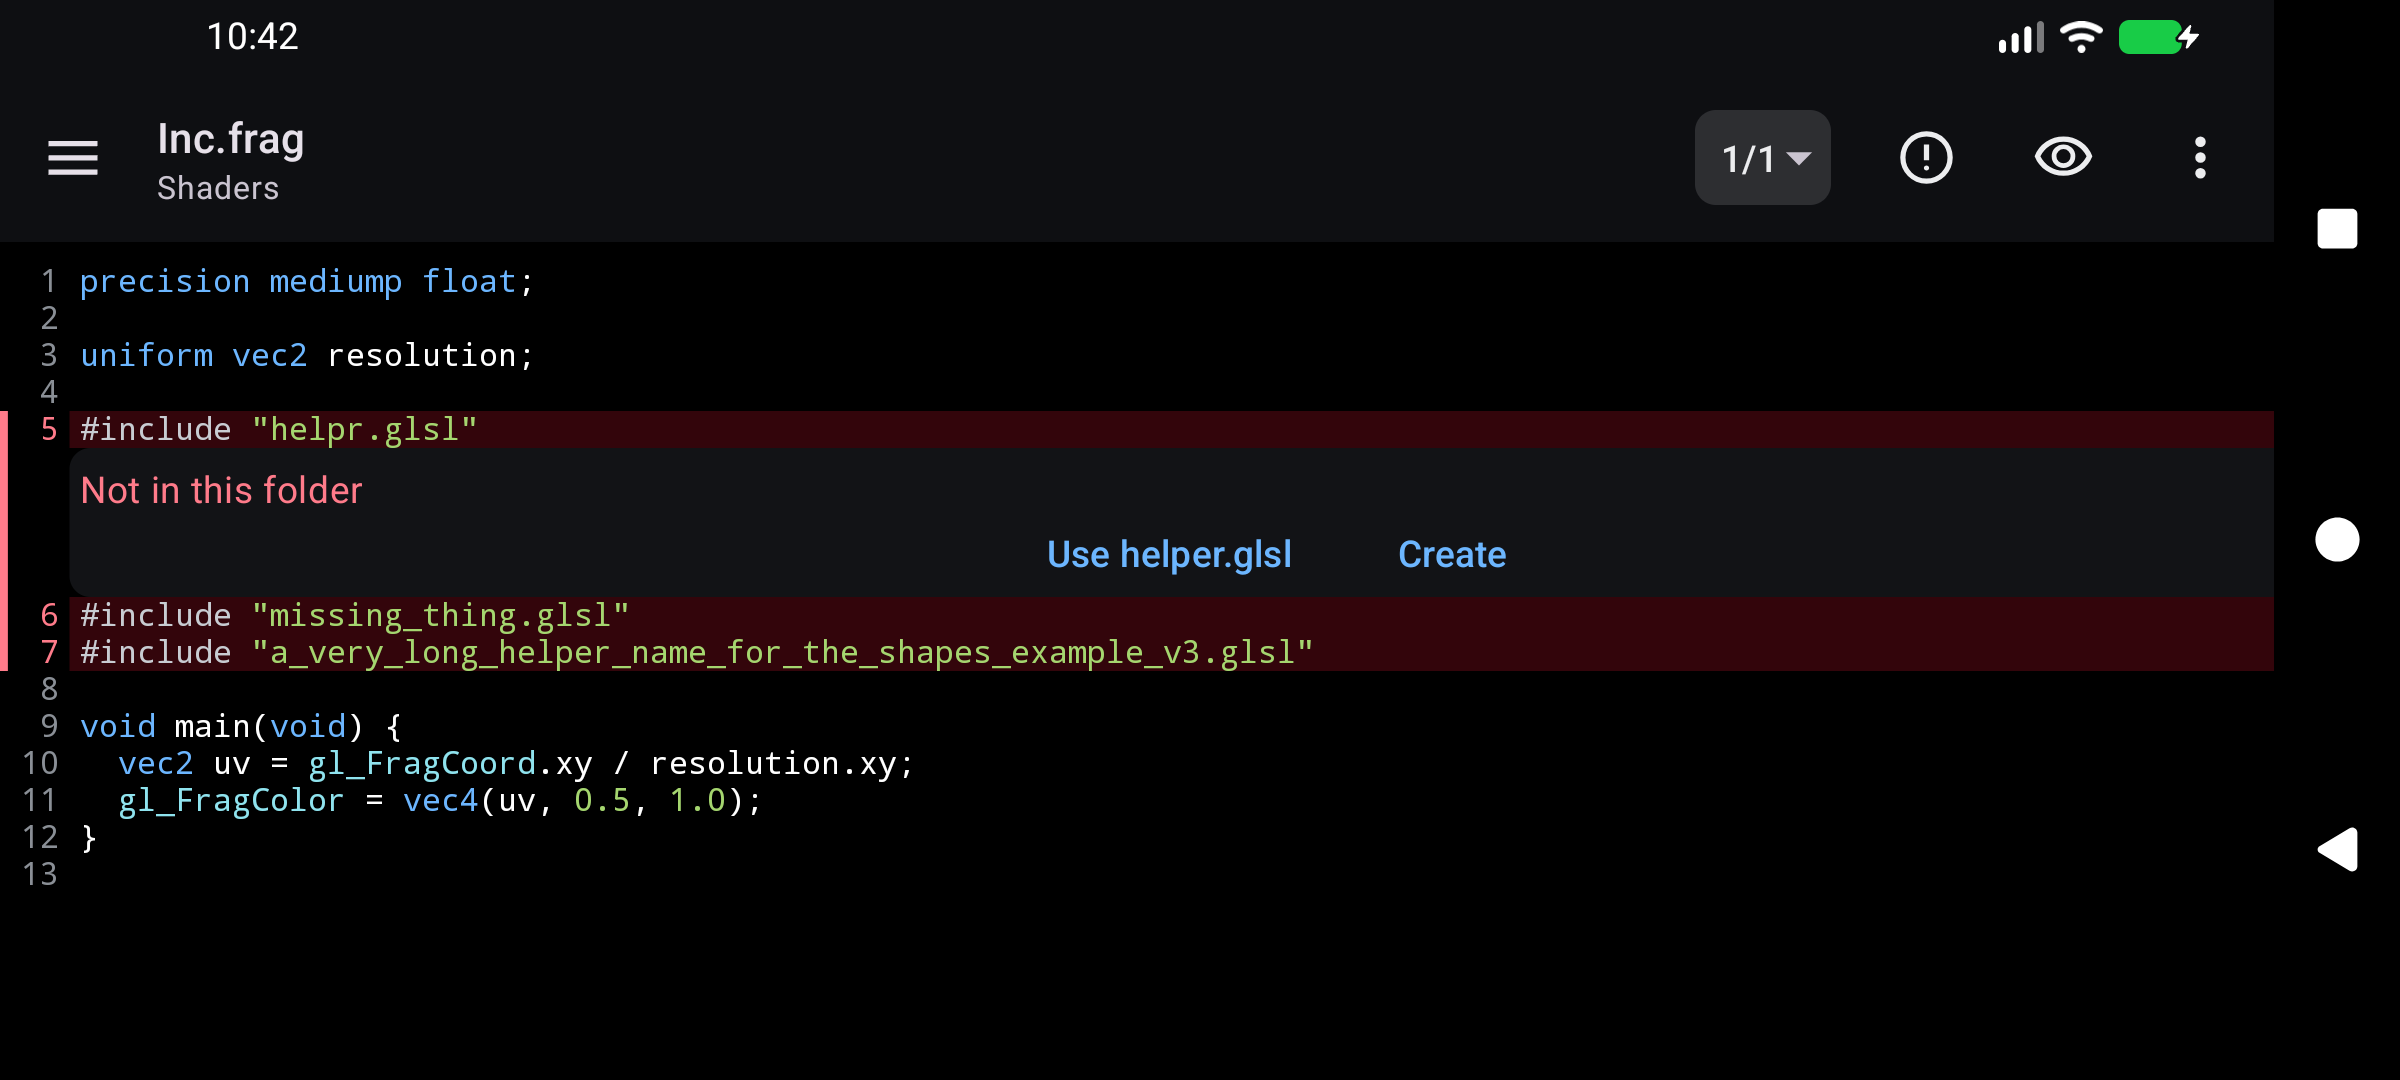 10:42
Inc.frag
Shaders
1/1
1 precision mediump float;
2
3 uniform vec2 resolution;
4
5 #include "helpr.glsl"
Not in this folder
Use helper.glsl Create
6 #include "missing_thing.glsl"
7 #include "a_very_long_helper_name_for_the_shapes_example_v3.glsl"
8
9 void main(void) {
10   vec2 uv = gl_FragCoord.xy / resolution.xy;
11   gl_FragColor = vec4(uv, 0.5, 1.0);
12 }
13